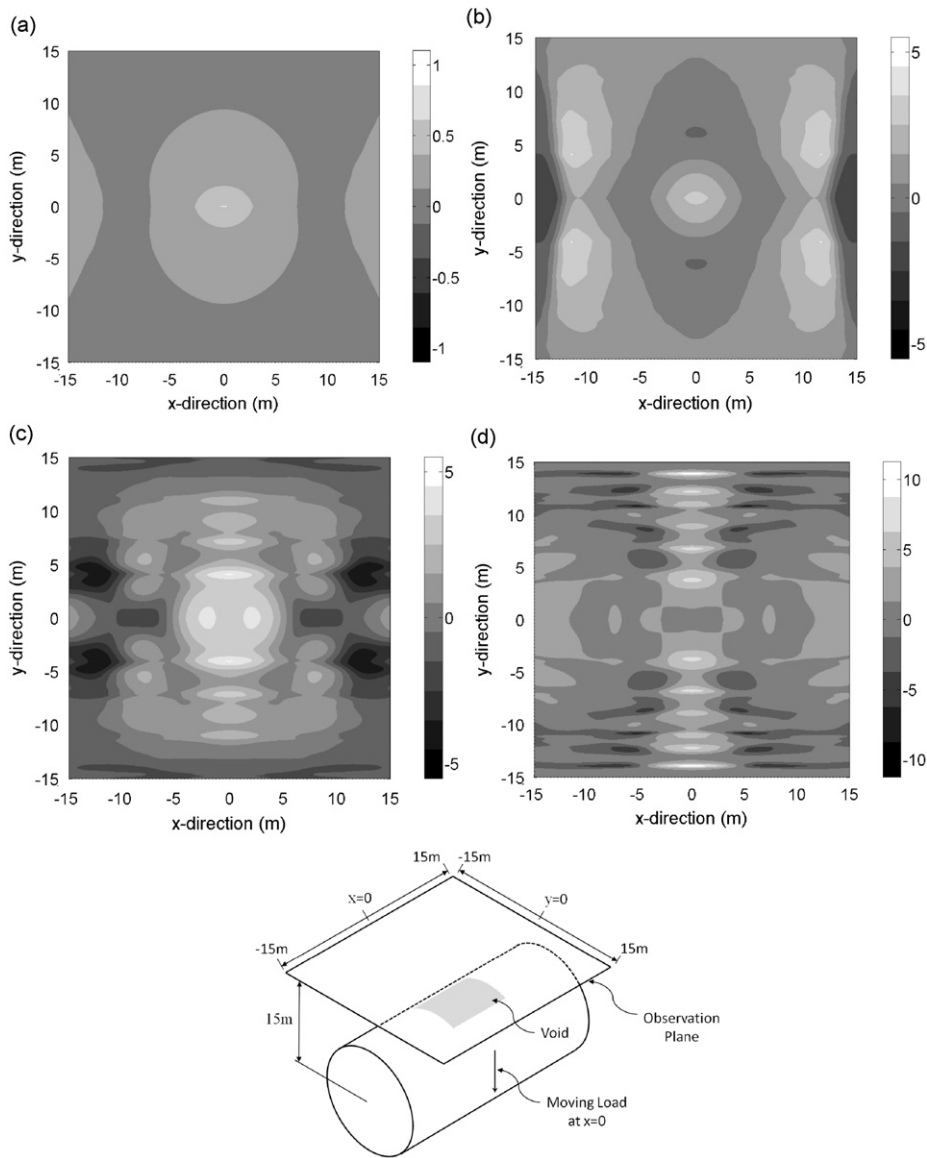 (a)
15
10
5
0
-5
-10
-15
-15 -10 -5 0 5 10 15
x-direction (m)
y-direction (m)
1
0.5
0
-0.5
-1
(b)
15
10
5
0
-5
-10
-15
-15 -10 -5 0 5 10 15
x-direction (m)
y-direction (m)
5
0
-5
(c)
15
10
5
0
-5
-10
-15
-15 -10 -5 0 5 10 15
x-direction (m)
y-direction (m)
5
0
-5
(d)
15
10
5
0
-5
-10
-15
-15 -10 -5 0 5 10 15
x-direction (m)
y-direction (m)
10
5
0
-5
-10
15m -15m
x=0
y=0
-15m
15m
15m
Void
Observation
Plane
Moving Load
at x=0